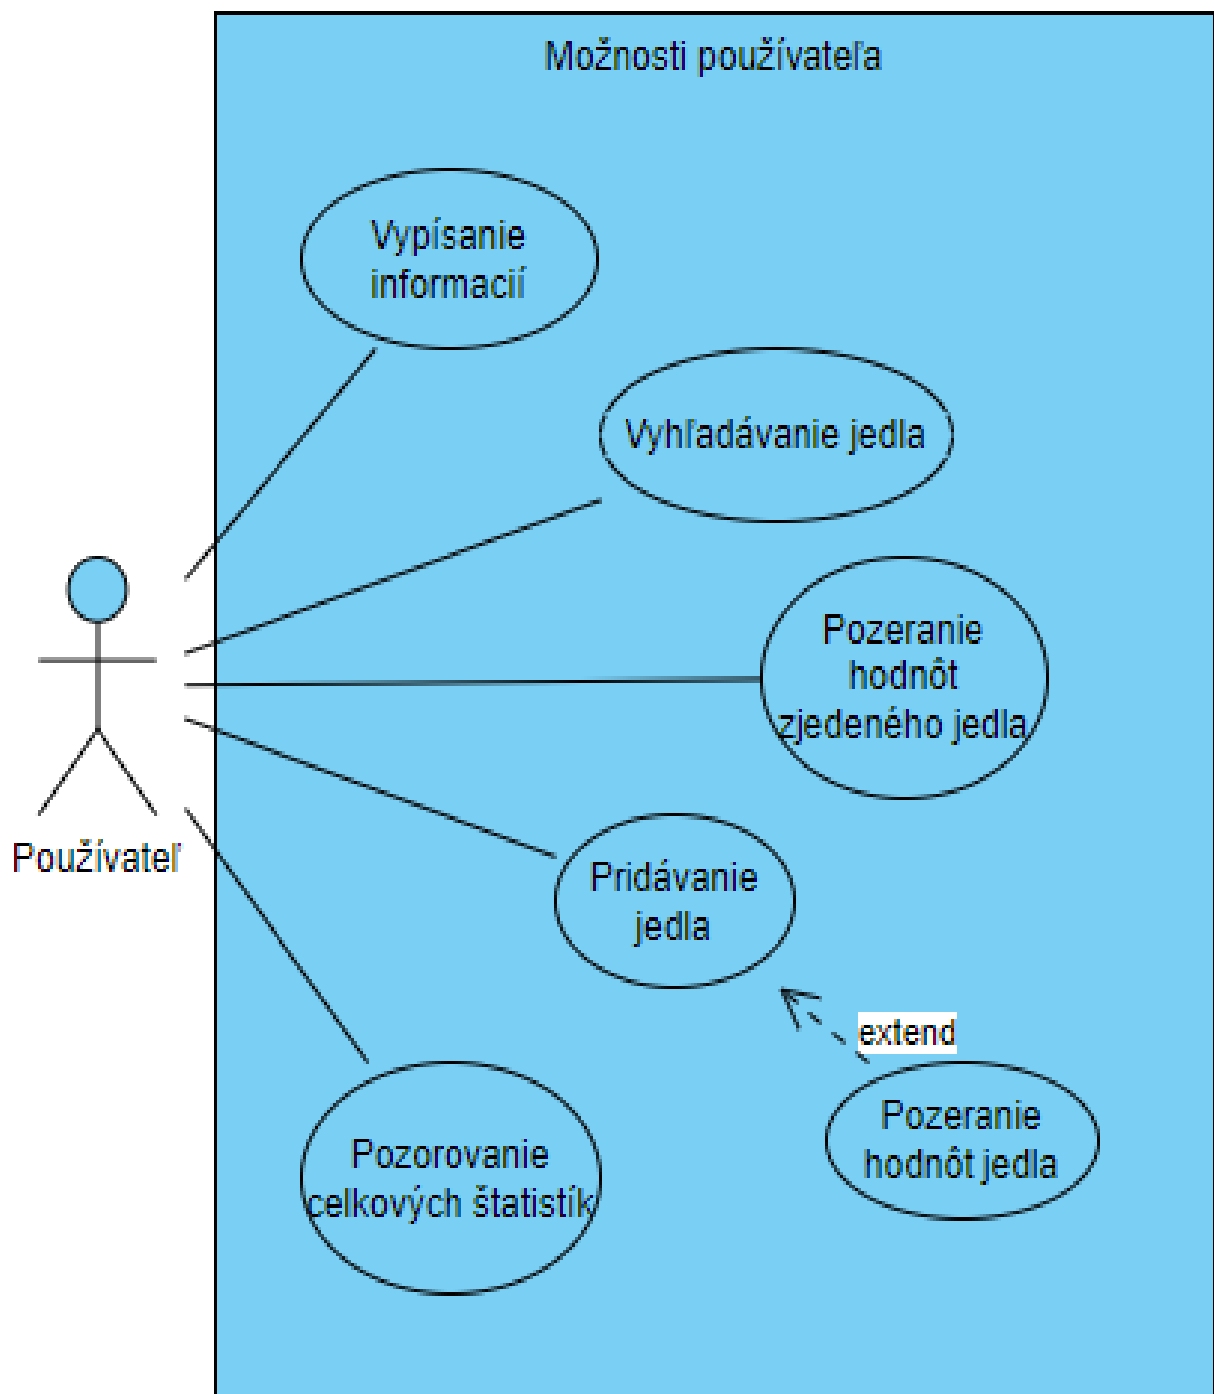 Možnosti používateľa
Vypísanie
informacií
Vyhľadávanie jedla
Pozeranie
hodnôt
zjedeného jedla
Používateľ
Pridávanie
jedla
extend
Pozeranie
hodnôt jedla
Pozorovanie
celkových štatistík